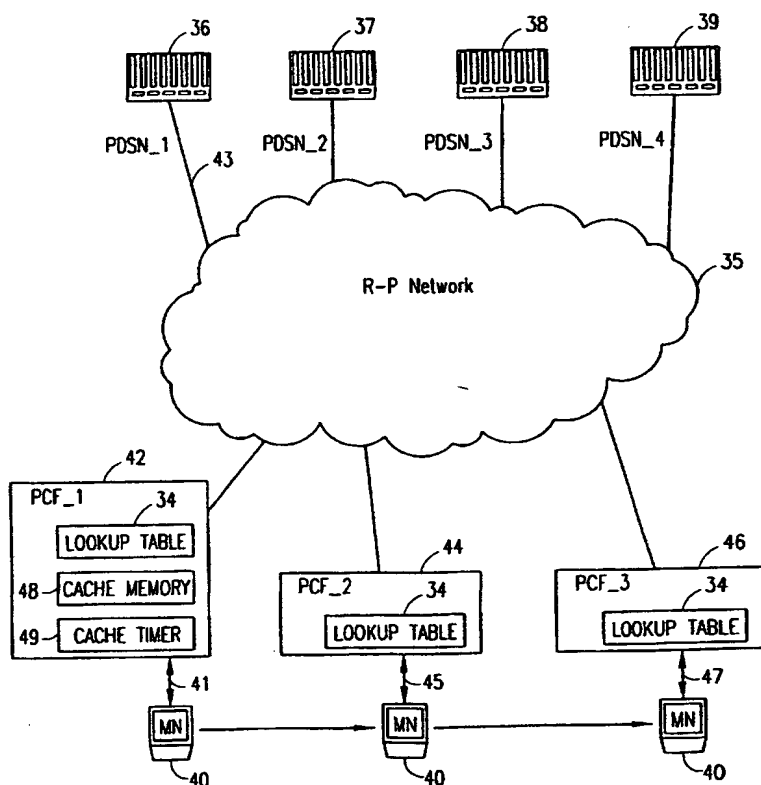 36
37
38
39
PDSN_1
PDSN_2
PDSN_3
PDSN_4
43
35
R-P Network
42
PCF_1
34
LOOKUP TABLE
48
CACHE MEMORY
49
CACHE TIMER
44
PCF_2
34
LOOKUP TABLE
46
PCF_3
34
LOOKUP TABLE
41
45
47
MN
MN
MN
40
40
40